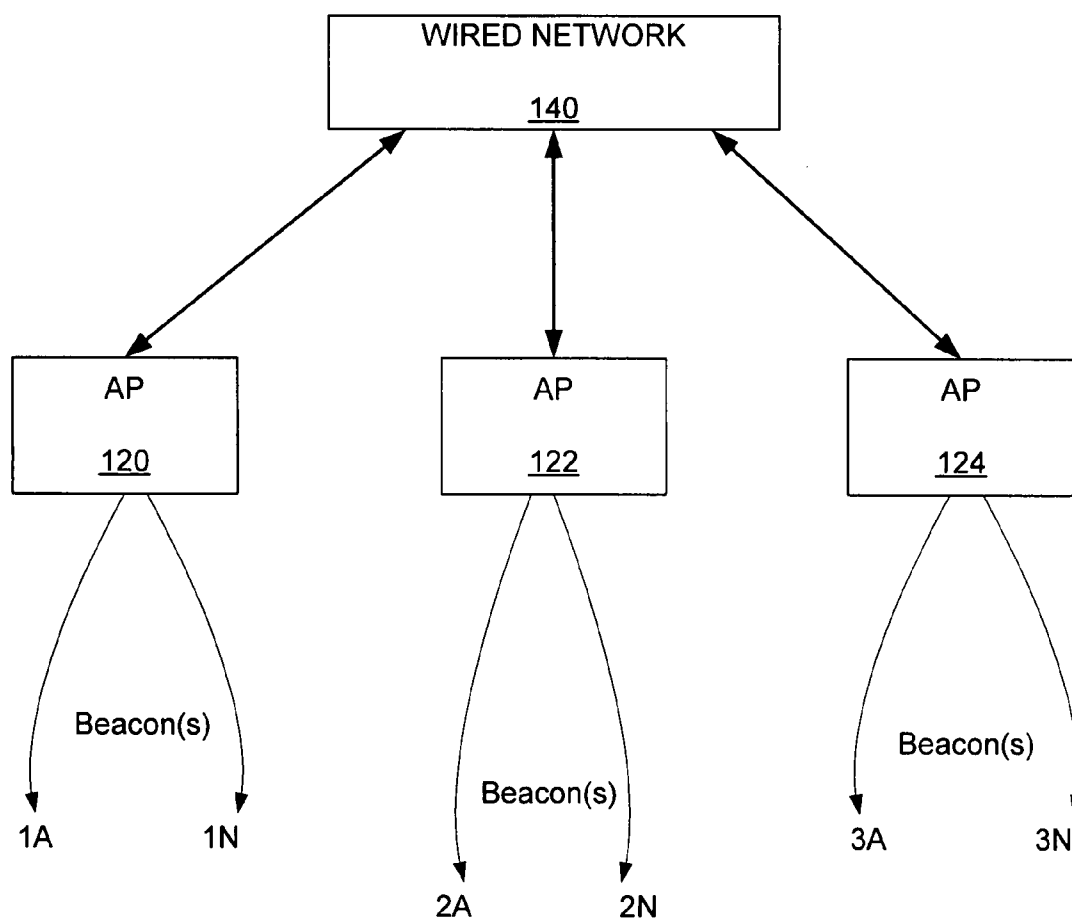 WIRED NETWORK
140
AP
120
AP
122
AP
124
Beacon(s)
Beacon(s)
Beacon(s)
1A
1N
3A
3N
2A
2N